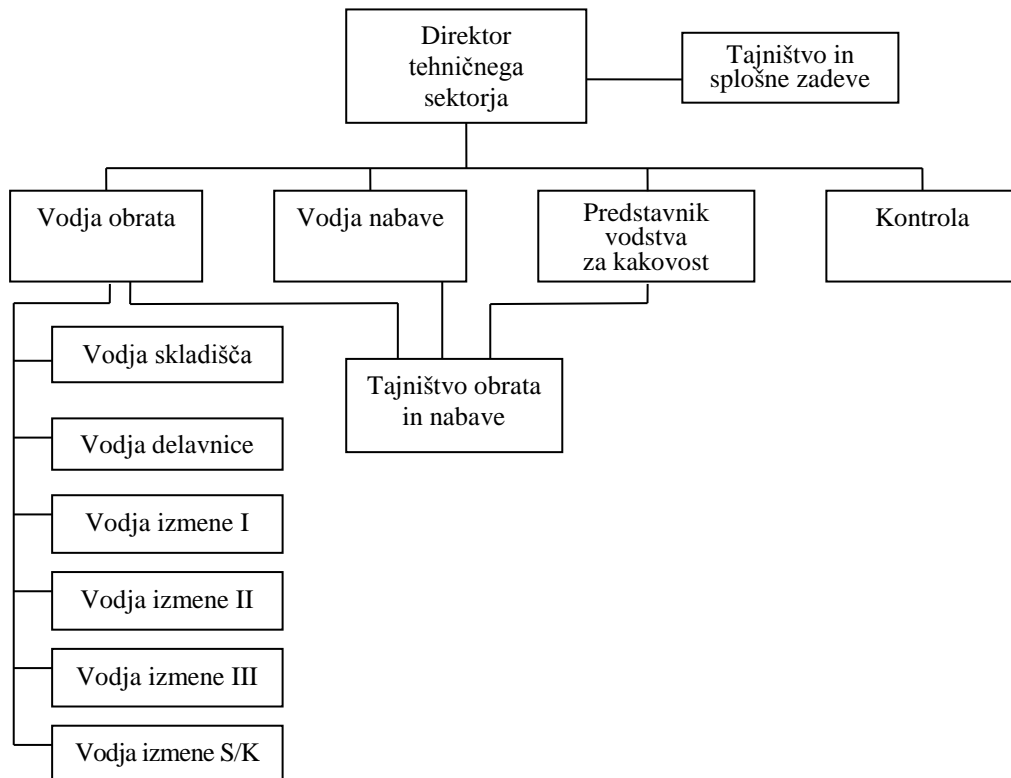 Direktor
tehničnega
sektorja
Tajništvo in
splošne zadeve
Vodja obrata
Vodja nabave
Predstavnik
vodstva
za kakovost
Kontrola
Vodja skladišča
Tajništvo obrata
in nabave
Vodja delavnice
Vodja izmene I
Vodja izmene II
Vodja izmene III
Vodja izmene S/K